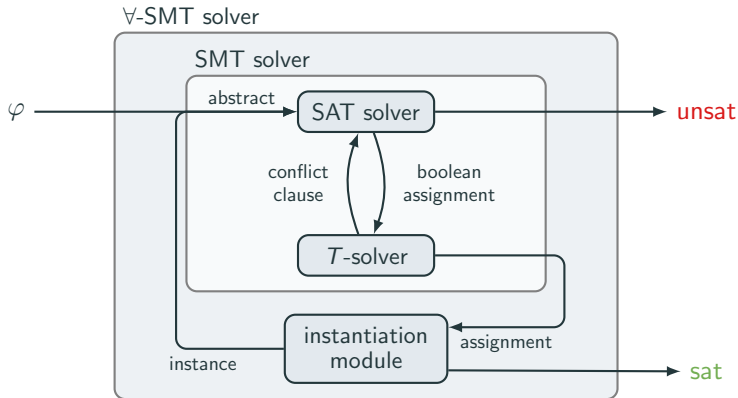 ∀-SMT solver
SMT solver
φ
abstract
SAT solver
unsat
conflict
clause
boolean
assignment
T-solver
instantiation
module
assignment
instance
sat